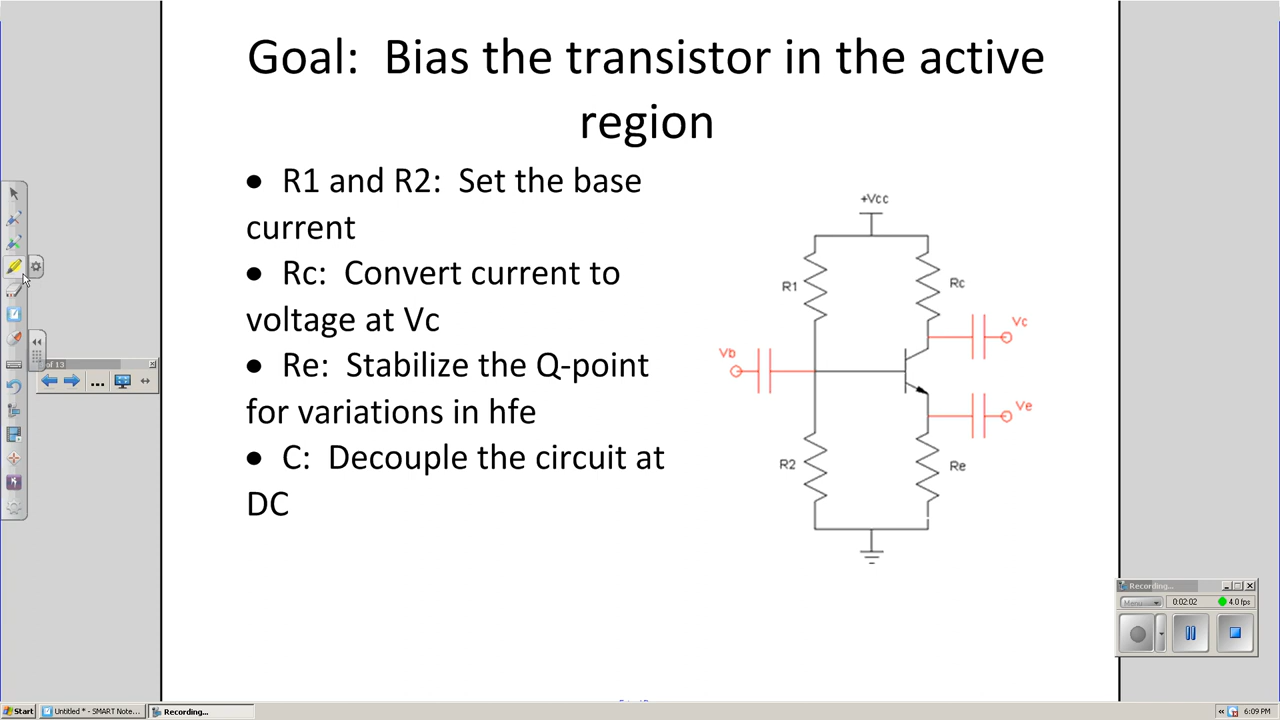 Goal: Bias the transistor in the active
region
• R1 and R2: Set the base
current
• Rc: Convert current to
voltage at Vc
• Re: Stabilize the Q-point
for variations in hfe
• C: Decouple the circuit at
DC
+Vcc
R1
Rc
Vc
Vb
Ve
R2
Re
of 13
...
Recording...
Menu
0:02:02
4.0 fps
Start
Untitled * - SMART Note...
Recording...
6:09 PM